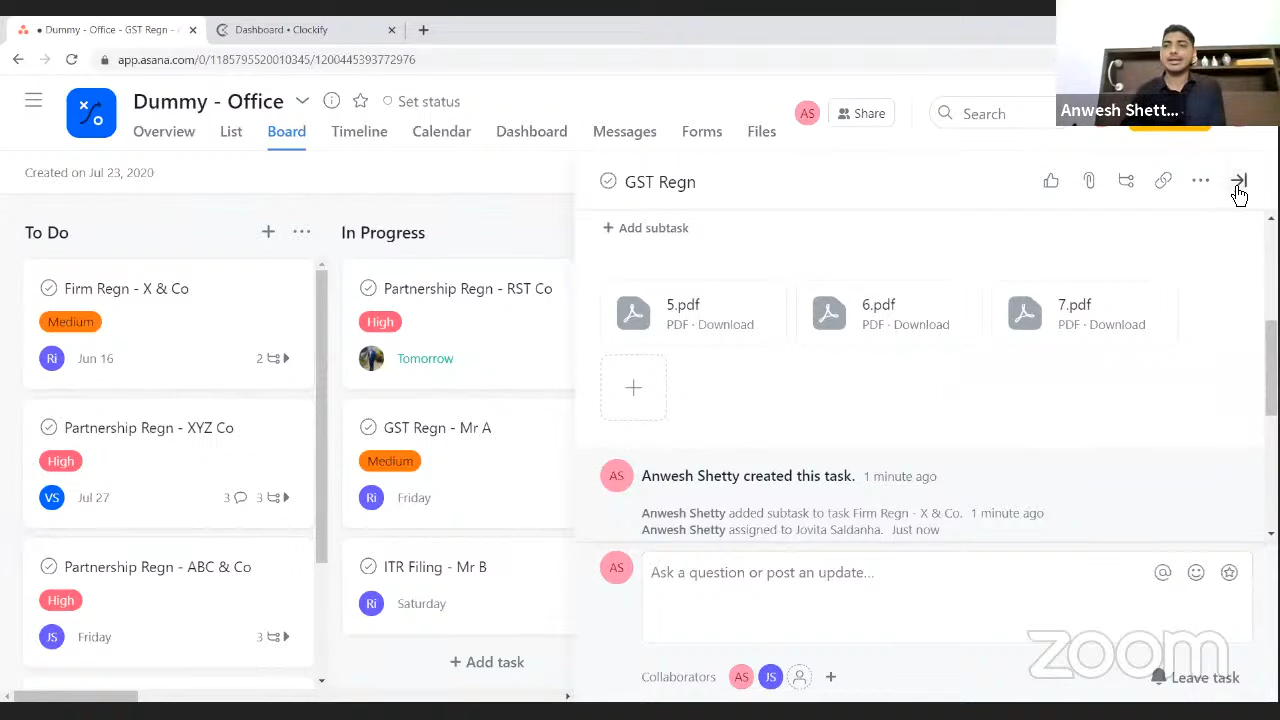 Dummy - Office - GST Regn -
Dashboard • Clockify
app.asana.com/0/1185795520010345/1200445393772976
Anwesh Shett...
Dummy - Office
Set status
AS
Share
Search
Overview
List
Board
Timeline
Calendar
Dashboard
Messages
Forms
Files
Created on Jul 23, 2020
To Do
Firm Regn - X & Co
Medium
Ri
Jun 16
2
Partnership Regn - XYZ Co
High
VS
Jul 27
3
3
Partnership Regn - ABC & Co
High
JS
Friday
3
In Progress
Partnership Regn - RST Co
High
Tomorrow
GST Regn - Mr A
Medium
Ri
Friday
ITR Filing - Mr B
Ri
Saturday
+ Add task
GST Regn
+ Add subtask
5.pdf
PDF · Download
6.pdf
PDF · Download
7.pdf
PDF · Download
AS
Anwesh Shetty created this task. 1 minute ago
Anwesh Shetty added subtask to task Firm Regn - X & Co. 1 minute ago
Anwesh Shetty assigned to Jovita Saldanha. Just now
AS
Ask a question or post an update...
Collaborators
AS
JS
Leave task
zoom